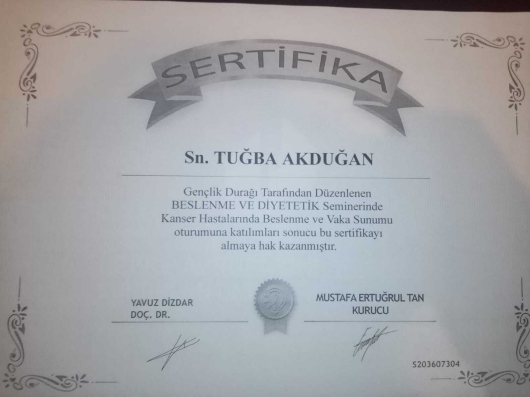 SERTİFİKA
Sn. TUĞBA AKDUĞAN
Gençlik Durağı Tarafından Düzenlenen
BESLENME VE DİYETETİK Seminerinde
Kanser Hastalarında Beslenme ve Vaka Sunumu
oturumuna katılımları sonucu bu sertifikayı
almaya hak kazanmıştır.
YAVUZ DİZDAR
DOÇ. DR.
MUSTAFA ERTUĞRUL TAN
KURUCU
S203607304